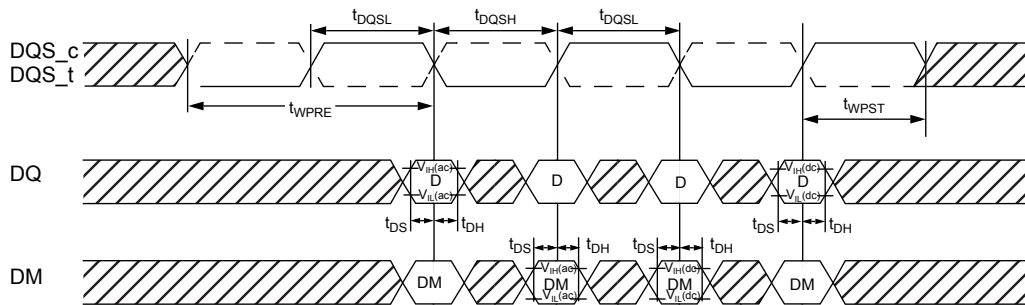 tDQSL tDQSH tDQSL
DQS_c
DQS_t
tWPRE tWPST
DQ
VIH(ac) VIH(dc)
D D D D
VIL(ac) VIL(dc)
tDS tDH tDS tDH
tDS tDH tDS tDH
DM
VIH(ac) VIH(dc)
DM DM DM DM
VIL(ac) VIL(dc)